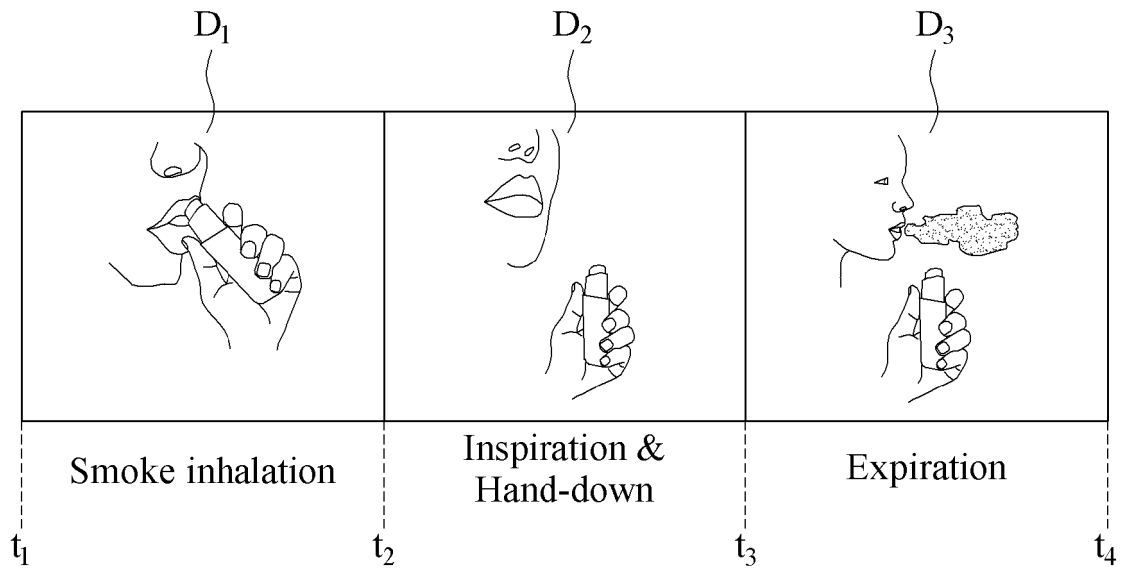 D₁ D₂ D₃
Smoke inhalation
Inspiration &
Hand-down
Expiration
t₁ t₂ t₃ t₄